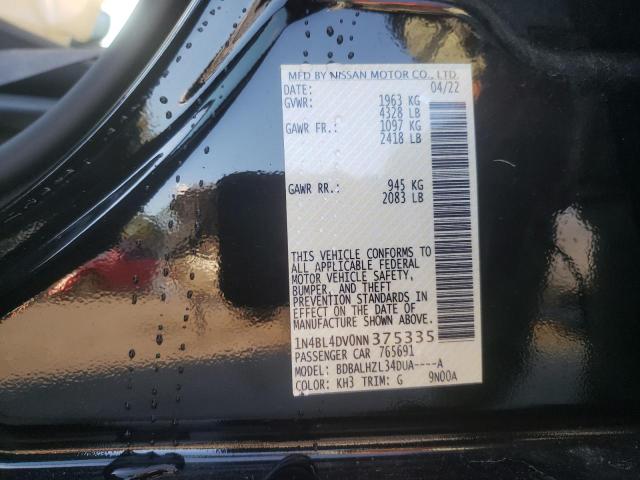 MFD BY NISSAN MOTOR CO., LTD.
DATE: 04/22
GVWR: 1963 KG
4328 LB
GAWR FR.: 1097 KG
2418 LB
GAWR RR.: 945 KG
2083 LB
THIS VEHICLE CONFORMS TO
ALL APPLICABLE FEDERAL
MOTOR VEHICLE SAFETY,
BUMPER, AND THEFT
PREVENTION STANDARDS IN
EFFECT ON THE DATE OF
MANUFACTURE SHOWN ABOVE.
1N4BL4DV0NN375335
PASSENGER CAR 765691
MODEL: BDBALHZL34DUA----A
COLOR: KH3 TRIM: G 9N00A